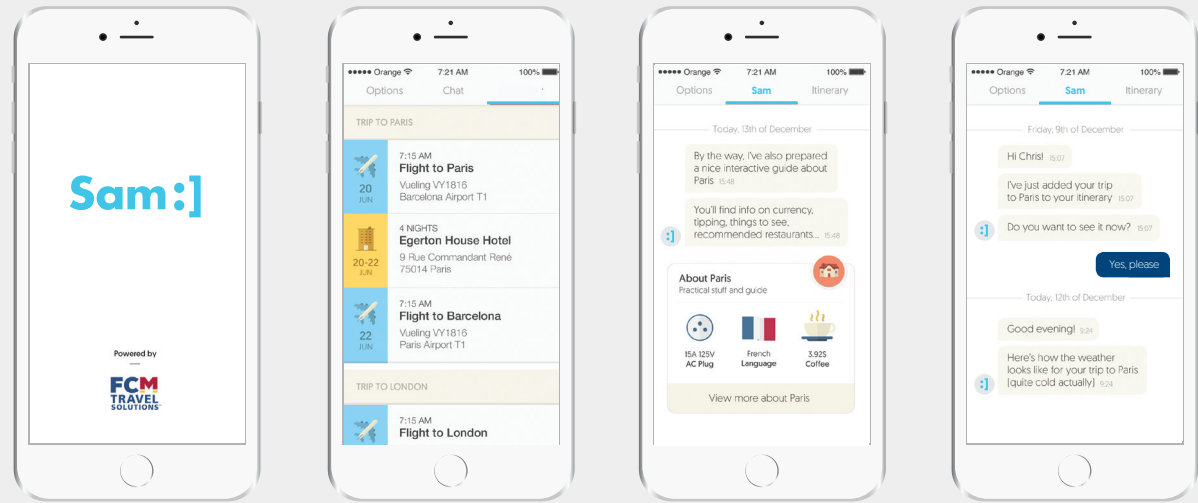 Sam:]
Powered by
FCM
TRAVEL
SOLUTIONS
Orange 7:21 AM 100%
Options Chat
TRIP TO PARIS
20
JUN
7:15 AM
Flight to Paris
Vueling VY1816
Barcelona Airport T1
20-22
JUN
4 NIGHTS
Egerton House Hotel
9 Rue Commandant René
75014 Paris
22
JUN
7:15 AM
Flight to Barcelona
Vueling VY1816
Paris Airport T1
TRIP TO LONDON
7:15 AM
Flight to London
Orange 7:21 AM 100%
Options Sam Itinerary
Today, 13th of December
By the way, I've also prepared
a nice interactive guide about
Paris 15:48
You'll find info on currency,
tipping, things to see,
recommended restaurants... 15:48
:]
About Paris
Practical stuff and guide
15A 125V
AC Plug
French
Language
3.92$
Coffee
View more about Paris
Orange 7:21 AM 100%
Options Sam Itinerary
Friday, 9th of December
Hi Chris! 15:07
I've just added your trip
to Paris to your itinerary 15:07
:] Do you want to see it now? 15:07
Yes, please
Today, 12th of December
Good evening! 9:24
Here's how the weather
looks like for your trip to Paris
:] (quite cold actually) 9:24